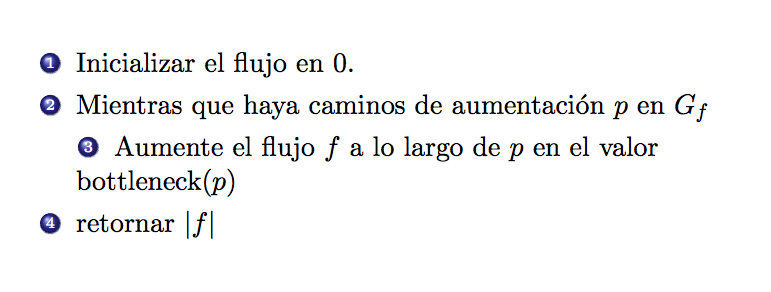 1 Inicializar el flujo en 0.
2 Mientras que haya caminos de aumentación p en G_f
3 Aumente el flujo f a lo largo de p en el valor
bottleneck(p)
4 retornar |f|